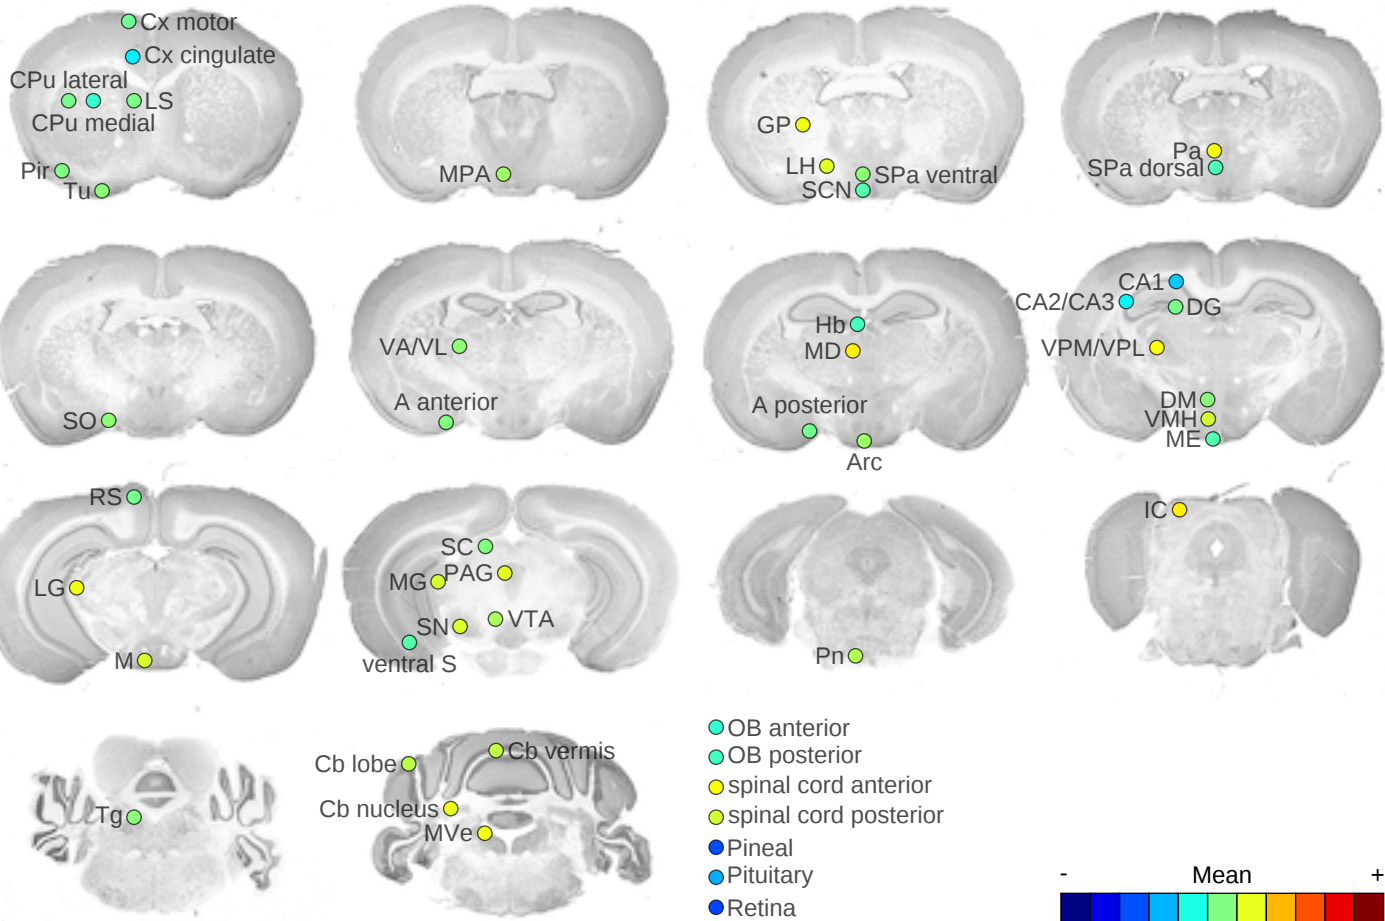 Cx motor
Cx cingulate
CPu lateral
LS
CPu medial
Pir
Tu
MPA
GP
LH
SPa ventral
SCN
Pa
SPa dorsal
SO
VA/VL
A anterior
Hb
MD
A posterior
Arc
CA1
CA2/CA3
DG
VPM/VPL
DM
VMH
ME
RS
LG
M
SC
MG
PAG
SN
VTA
ventral S
Pn
IC
Tg
Cb lobe
Cb vermis
Cb nucleus
MVe
OB anterior
OB posterior
spinal cord anterior
spinal cord posterior
Pineal
Pituitary
Retina
- Mean +